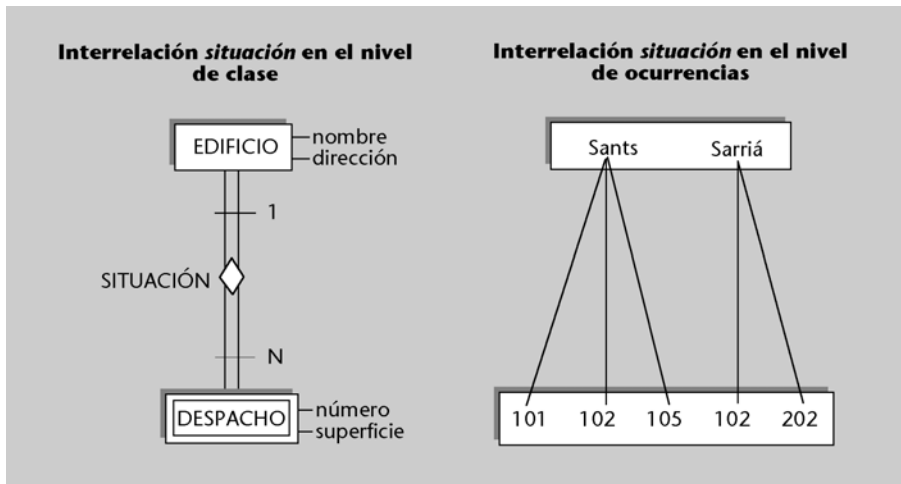 Interrelación situación en el nivel
de clase
EDIFICIO
nombre
dirección
1
SITUACIÓN
N
DESPACHO
número
superficie
Interrelación situación en el nivel
de ocurrencias
Sants Sarriá
101 102 105 102 202